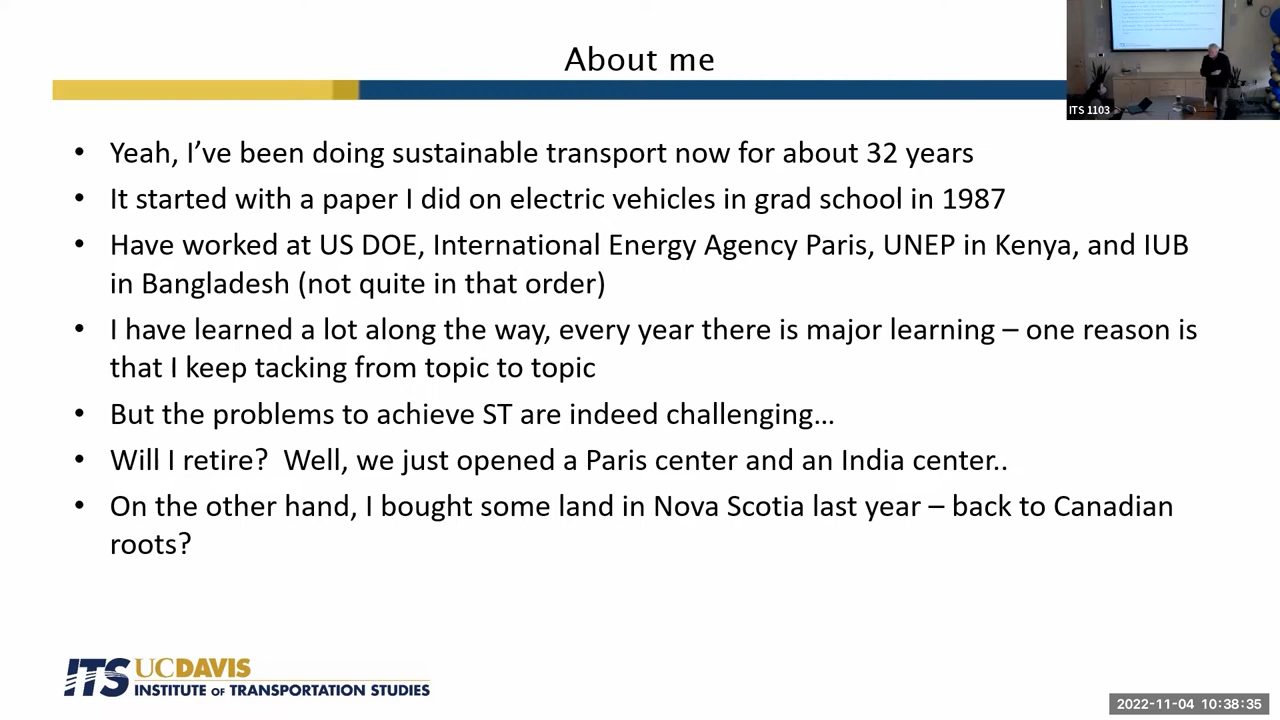 About me
ITS 1103
• Yeah, I’ve been doing sustainable transport now for about 32 years
• It started with a paper I did on electric vehicles in grad school in 1987
• Have worked at US DOE, International Energy Agency Paris, UNEP in Kenya, and IUB
in Bangladesh (not quite in that order)
• I have learned a lot along the way, every year there is major learning – one reason is
that I keep tacking from topic to topic
• But the problems to achieve ST are indeed challenging…
• Will I retire?  Well, we just opened a Paris center and an India center..
• On the other hand, I bought some land in Nova Scotia last year – back to Canadian
roots?
ITS UCDAVIS
INSTITUTE OF TRANSPORTATION STUDIES
2022-11-04 10:38:35